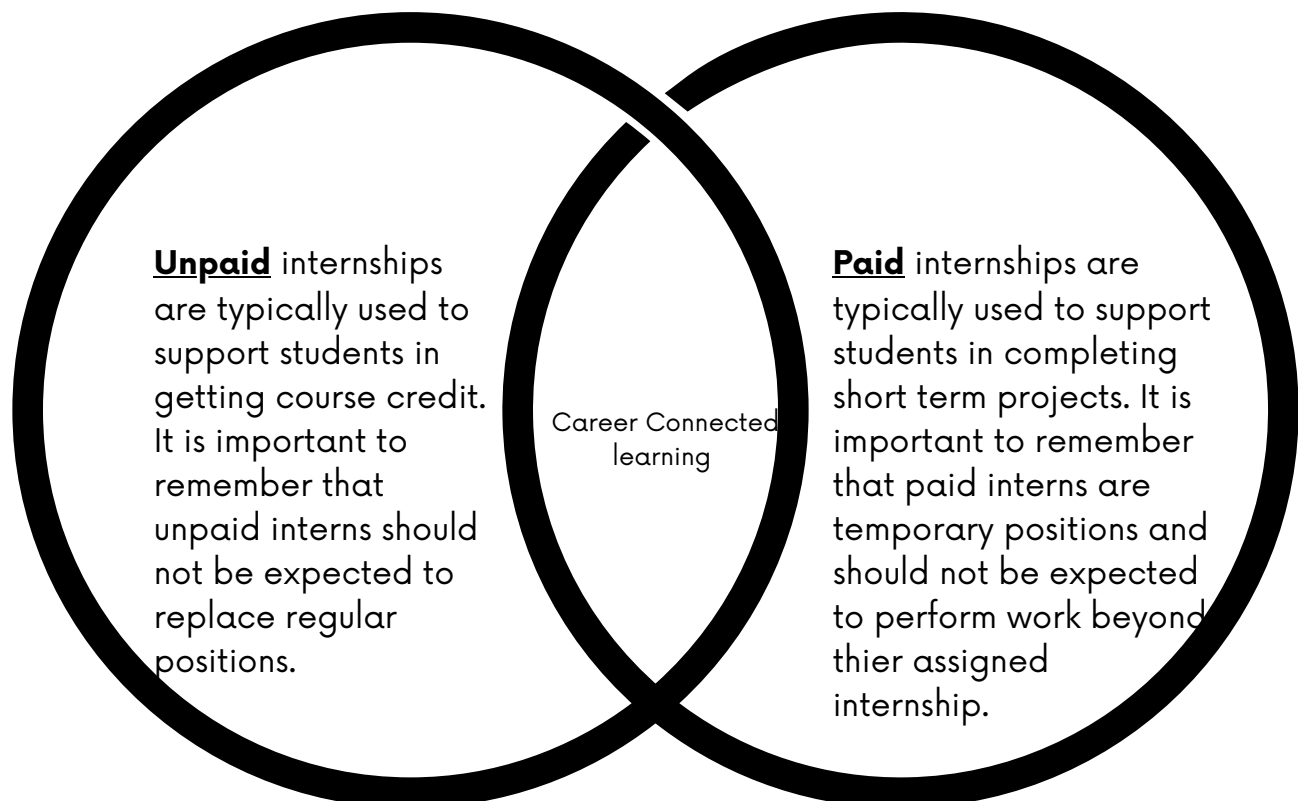 Unpaid internships
are typically used to
support students in
getting course credit.
It is important to
remember that
unpaid interns should
not be expected to
replace regular
positions.
Career Connected
learning
Paid internships are
typically used to support
students in completing
short term projects. It is
important to remember
that paid interns are
temporary positions and
should not be expected
to perform work beyond
thier assigned
internship.